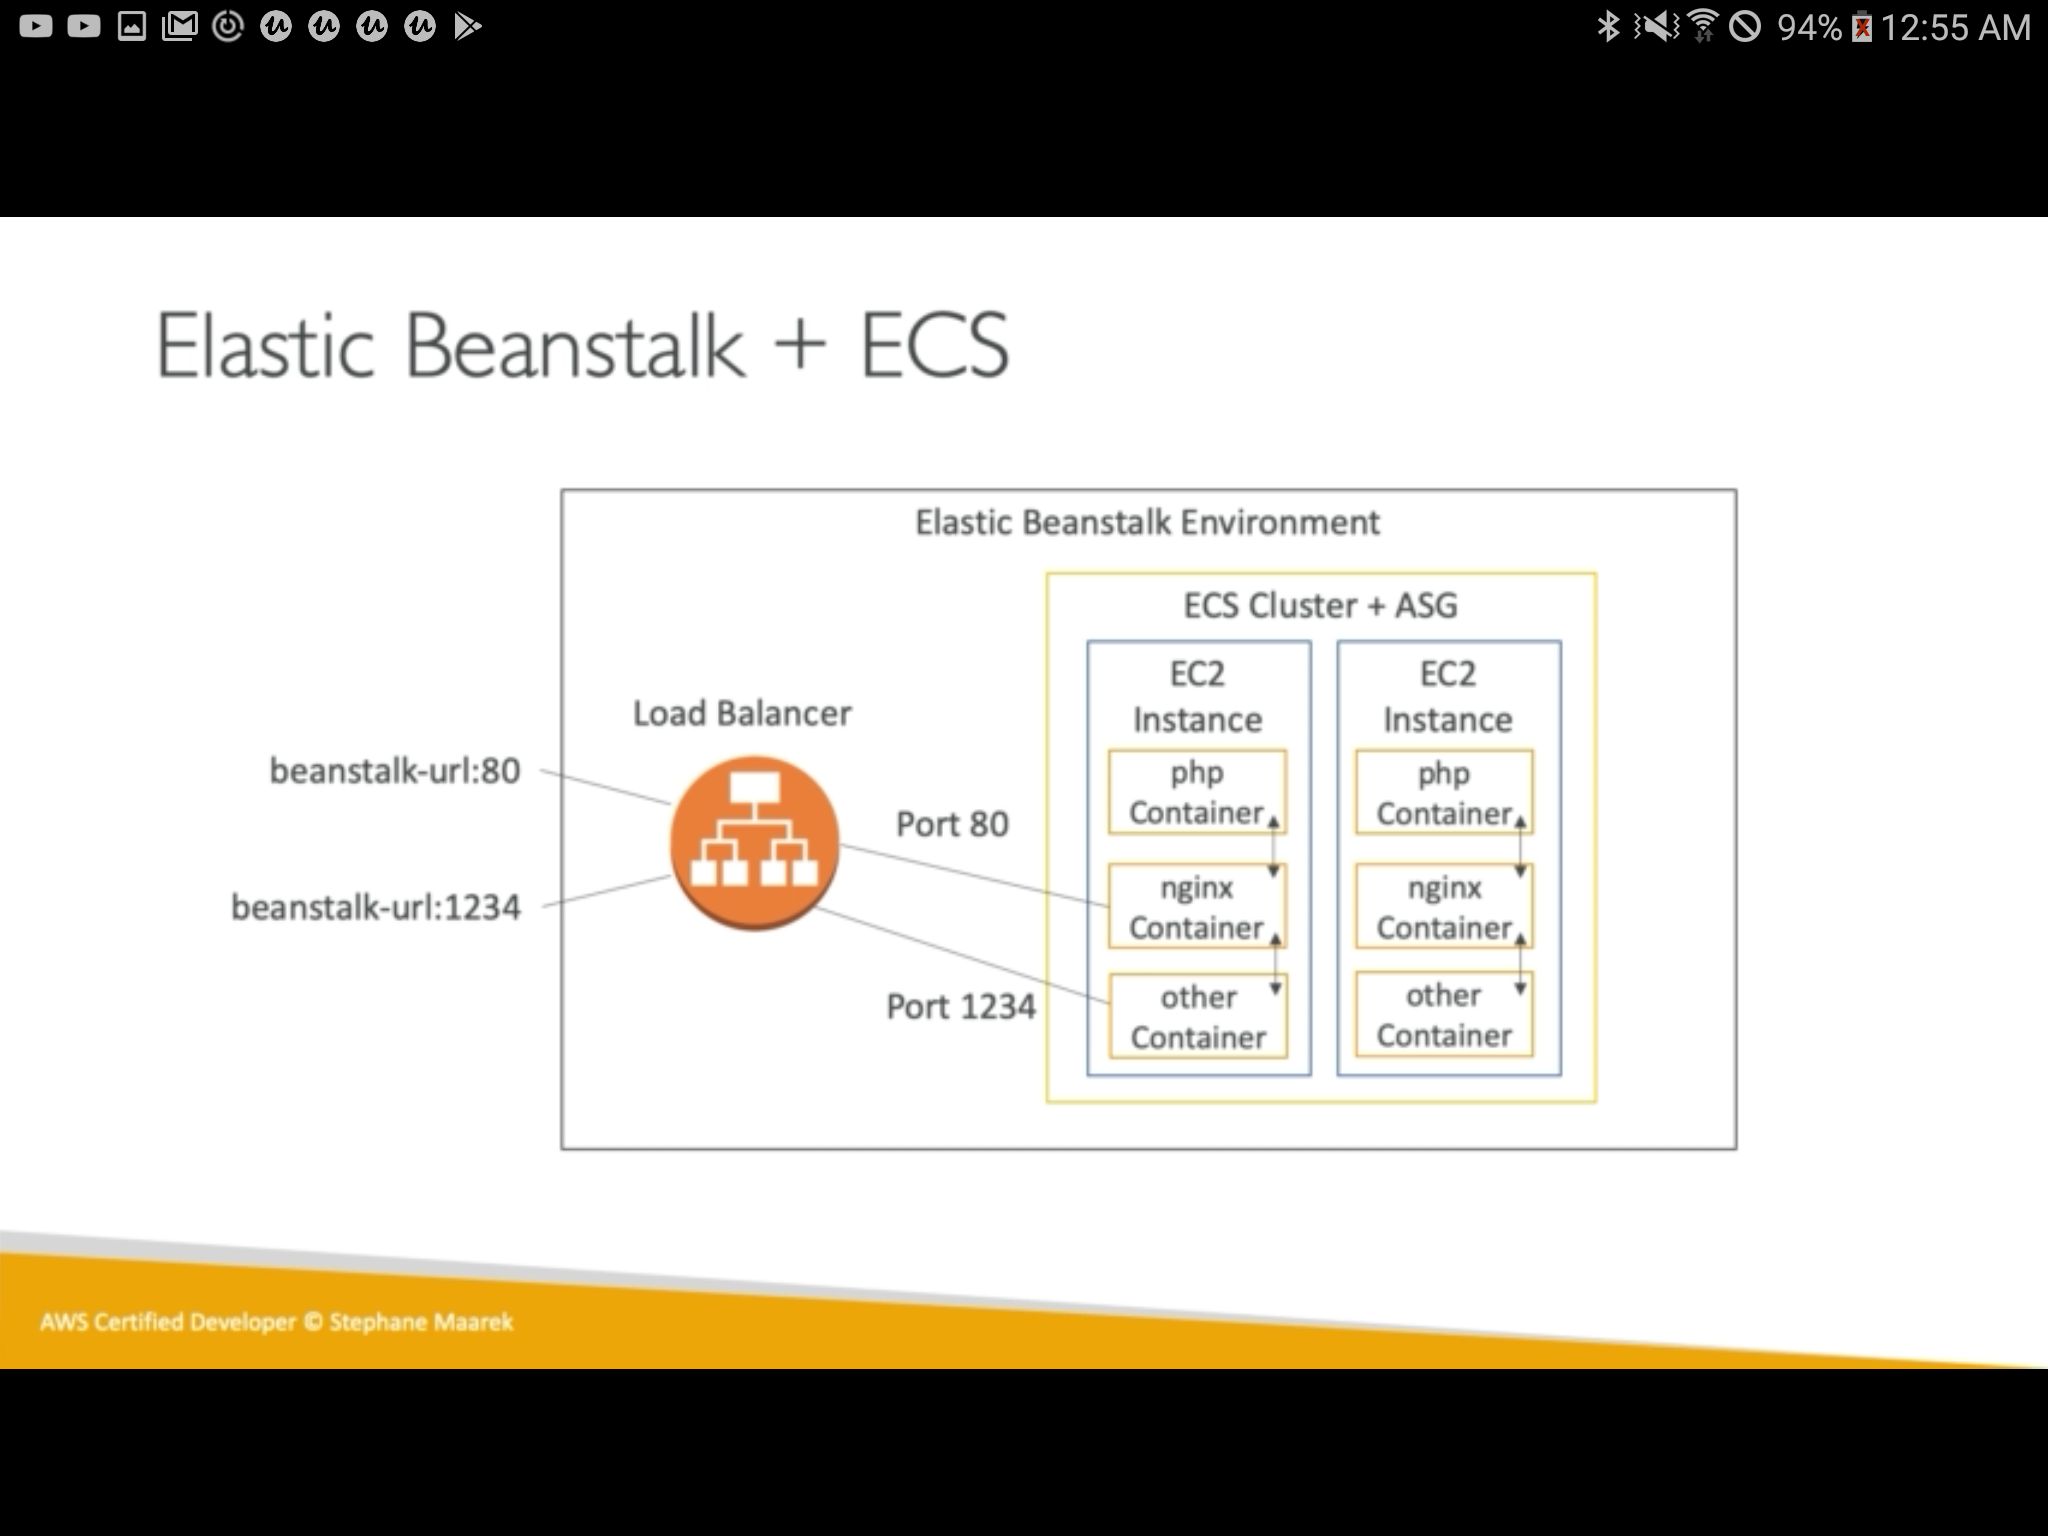 94% 12:55 AM
Elastic Beanstalk + ECS
Elastic Beanstalk Environment
ECS Cluster + ASG
EC2
Instance
EC2
Instance
Load Balancer
beanstalk-url:80
beanstalk-url:1234
Port 80
Port 1234
php
Container
nginx
Container
other
Container
php
Container
nginx
Container
other
Container
AWS Certified Developer © Stephane Maarek